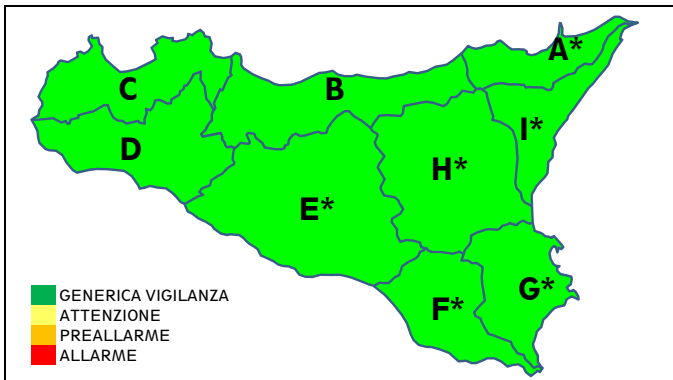 A*
C
B
I*
D
H*
E*
G*
F*
GENERICA VIGILANZA
ATTENZIONE
PREALLARME
ALLARME